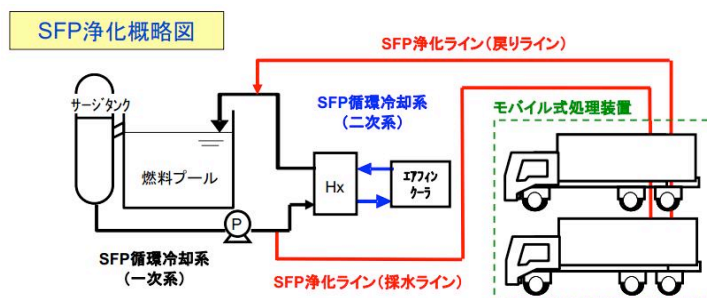 SFP浄化概略図
SFP浄化ライン(戻りライン)
サージタンク
SFP循環冷却系
(二次系)
モバイル式処理装置
燃料プール
Hx
エアフィン
クーラ
P
SFP循環冷却系
(一次系)
SFP浄化ライン(採水ライン)